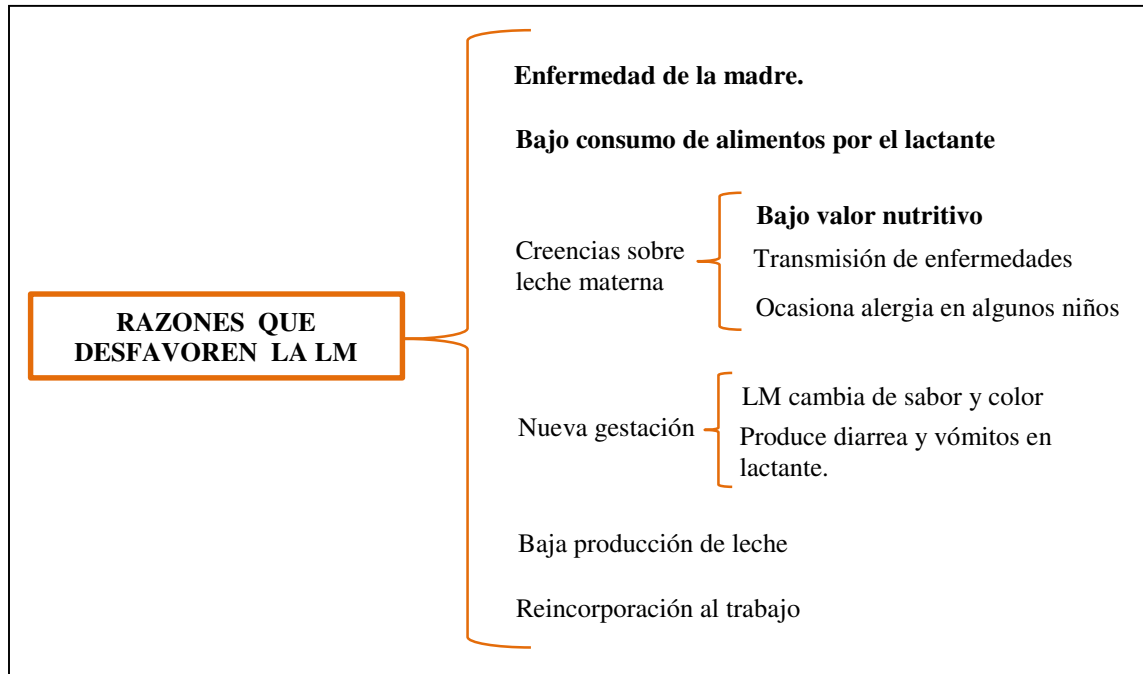 RAZONES QUE
DESFAVOREN LA LM
Enfermedad de la madre.
Bajo consumo de alimentos por el lactante
Creencias sobre
leche materna
Bajo valor nutritivo
Transmisión de enfermedades
Ocasiona alergia en algunos niños
Nueva gestación
LM cambia de sabor y color
Produce diarrea y vómitos en
lactante.
Baja producción de leche
Reincorporación al trabajo